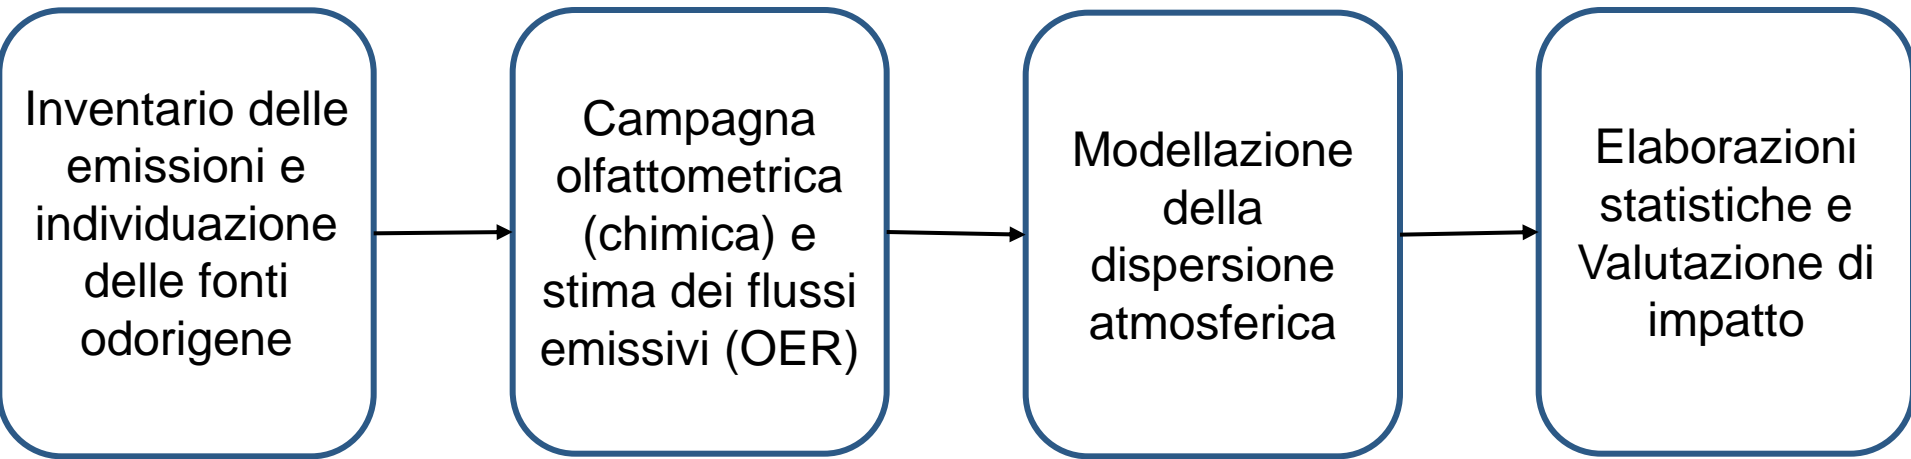 Inventario delle
emissioni e
individuazione
delle fonti
odorigene
Campagna
olfattometrica
(chimica) e
stima dei flussi
emissivi (OER)
Modellazione
della
dispersione
atmosferica
Elaborazioni
statistiche e
Valutazione di
impatto